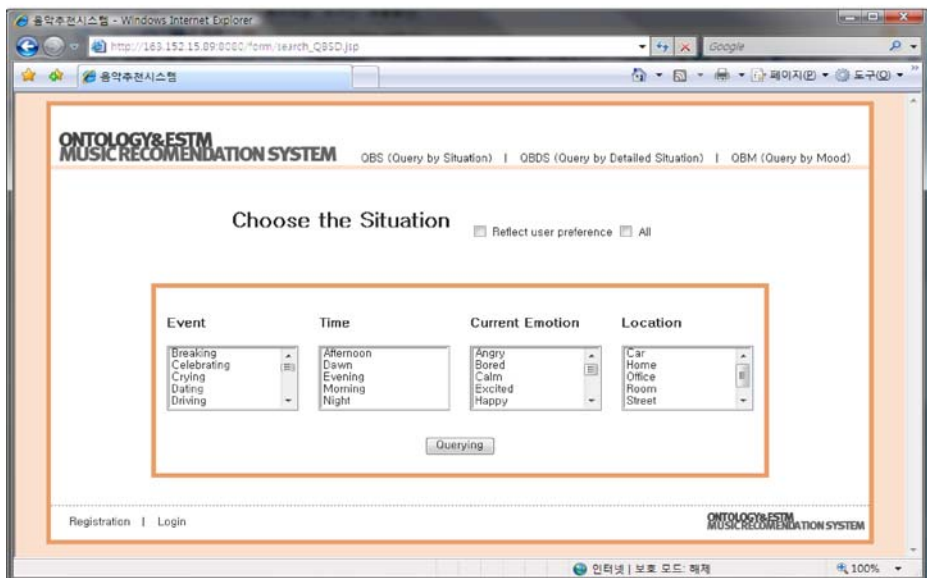 음악추천시스템 - Windows Internet Explorer
http://163.152.15.89:8080/form/search_QBSD.jsp
Google
음악추천시스템
페이지(P)
도구(O)
ONTOLOGY&ESTM
MUSIC RECOMENDATION SYSTEM
OBS (Query by Situation) | OBDS (Query by Detailed Situation) | OBM (Query by Mood)
Choose the Situation
Reflect user preference
All
Event
Time
Current Emotion
Location
Breaking
Celebrating
Crying
Dating
Driving
Afternoon
Dawn
Evening
Morning
Night
Angry
Bored
Calm
Excited
Happy
Car
Home
Office
Room
Street
Querying
Registration | Login
ONTOLOGY&ESTM
MUSIC RECOMENDATION SYSTEM
인터넷 | 보호 모드: 해제
100%